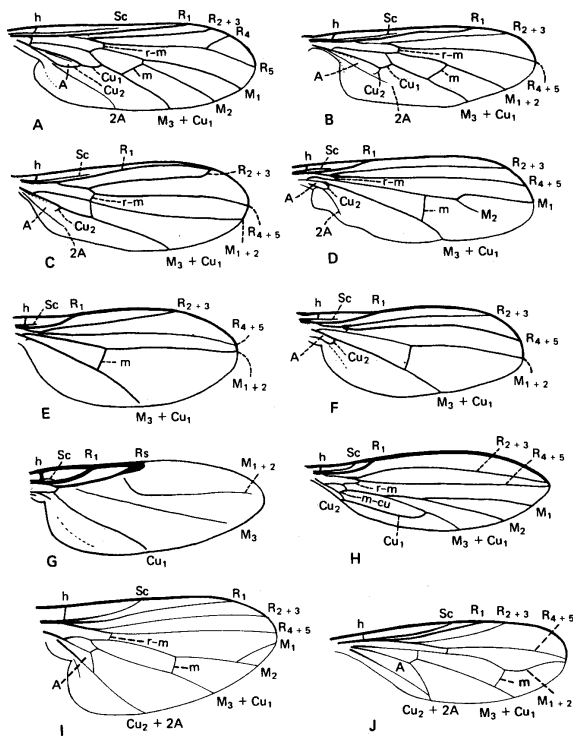 h Sc R1 R2 + 3 R4 R5 M1 M2 M3 + Cu1 2A Cu2 Cu1 A m r-m
A
h Sc R1 R2 + 3 R4 + 5 M1 + 2 M3 + Cu1 2A Cu2 Cu1 A m r-m
B
h Sc R1 R2 + 3 R4 + 5 M1 + 2 M3 + Cu1 2A Cu2 A r-m
C
h Sc R1 R2 + 3 R4 + 5 M1 M2 M3 + Cu1 2A Cu2 A m r-m
D
h Sc R1 R2 + 3 R4 + 5 M1 + 2 M3 + Cu1 m
E
h Sc R1 R2 + 3 R4 + 5 M1 + 2 M3 + Cu1 Cu2 A
F
h Sc R1 Rs M1 + 2 M3 Cu1
G
h Sc R1 R2 + 3 R4 + 5 M1 M2 M3 + Cu1 Cu1 Cu2 m-cu r-m
H
h Sc R1 R2 + 3 R4 + 5 M1 M2 M3 + Cu1 Cu2 + 2A A m r-m
I
h Sc R1 R2 + 3 R4 + 5 M1 + 2 M3 + Cu1 Cu2 + 2A A m
J